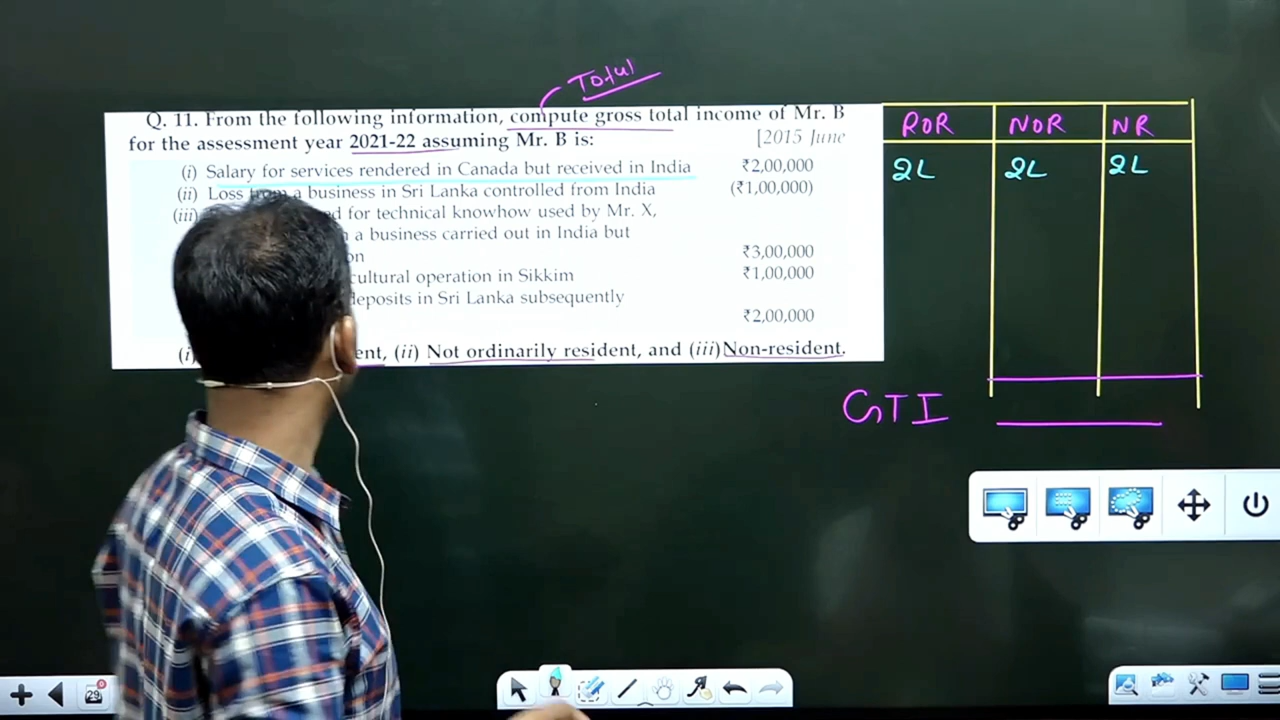 Total
Q. 11. From the following information, compute gross total income of Mr. B
for the assessment year 2021-22 assuming Mr. B is: [2015 June
(i) Salary for services rendered in Canada but received in India ₹2,00,000
(ii) Loss from a business in Sri Lanka controlled from India (₹1,00,000)
(iii) for technical knowhow used by Mr. X,
a business carried out in India but
₹3,00,000
operation in Sikkim ₹1,00,000
deposits in Sri Lanka subsequently
₹2,00,000
(ii) Not ordinarily resident, and (iii) Non-resident.
ROR NOR NR
2L 2L 2L
GTI
29